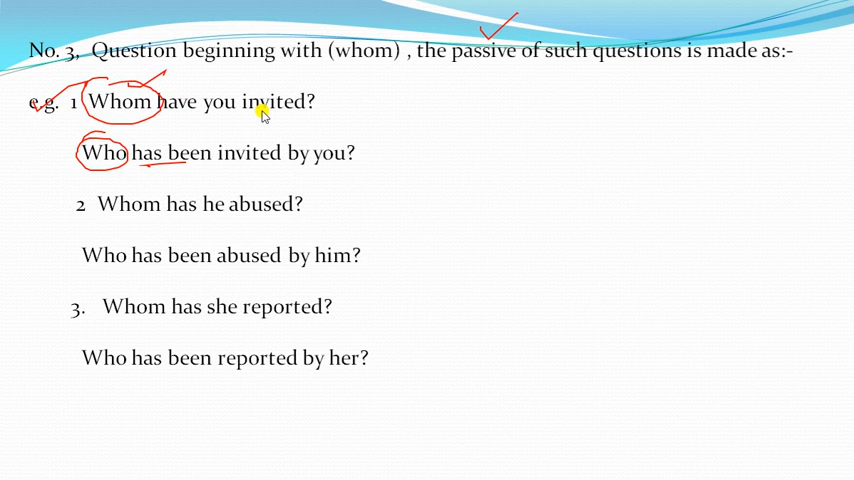 No. 3, Question beginning with (whom) , the passive of such questions is made as:-
e.g. 1 Whom have you invited?
Who has been invited by you?
2 Whom has he abused?
Who has been abused by him?
3. Whom has she reported?
Who has been reported by her?